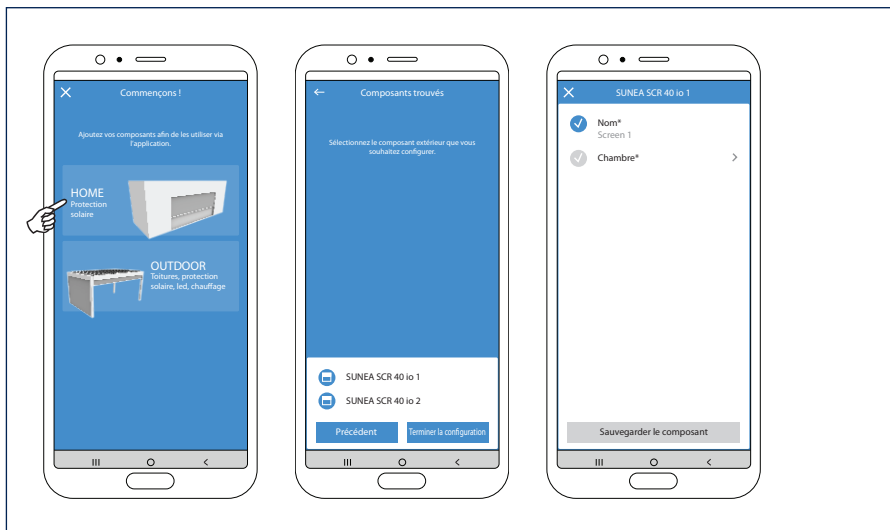 Commençons !
Ajoutez vos composants afin de les utiliser via
l'application.
HOME
Protection
solaire
OUTDOOR
Toitures, protection
solaire, led, chauffage
Composants trouvés
Sélectionnez le composant extérieur que vous
souhaitez configurer.
SUNEA SCR 40 io 1
SUNEA SCR 40 io 2
Précédent
Terminer la configuration
SUNEA SCR 40 io 1
Nom*
Screen 1
Chambre*
Sauvegarder le composant